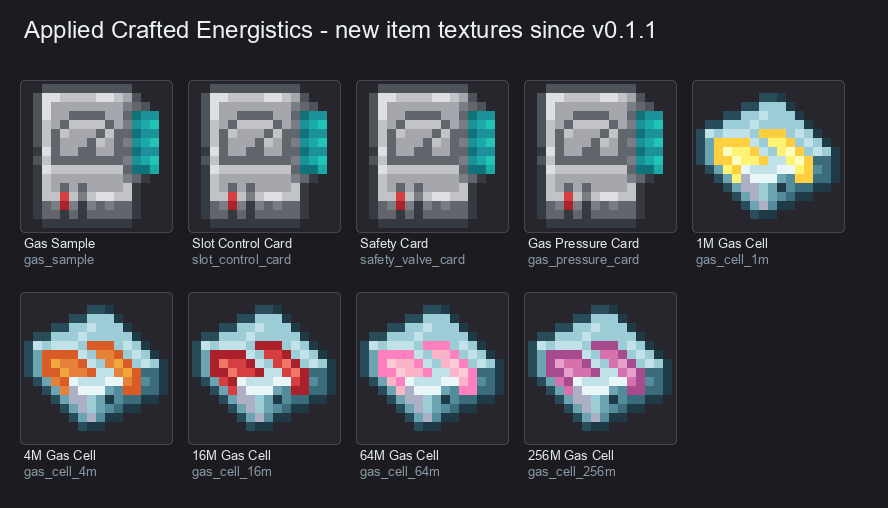 Applied Crafted Energistics - new item textures since v0.1.1
Gas Sample
gas_sample
Slot Control Card
slot_control_card
Safety Card
safety_valve_card
Gas Pressure Card
gas_pressure_card
1M Gas Cell
gas_cell_1m
4M Gas Cell
gas_cell_4m
16M Gas Cell
gas_cell_16m
64M Gas Cell
gas_cell_64m
256M Gas Cell
gas_cell_256m